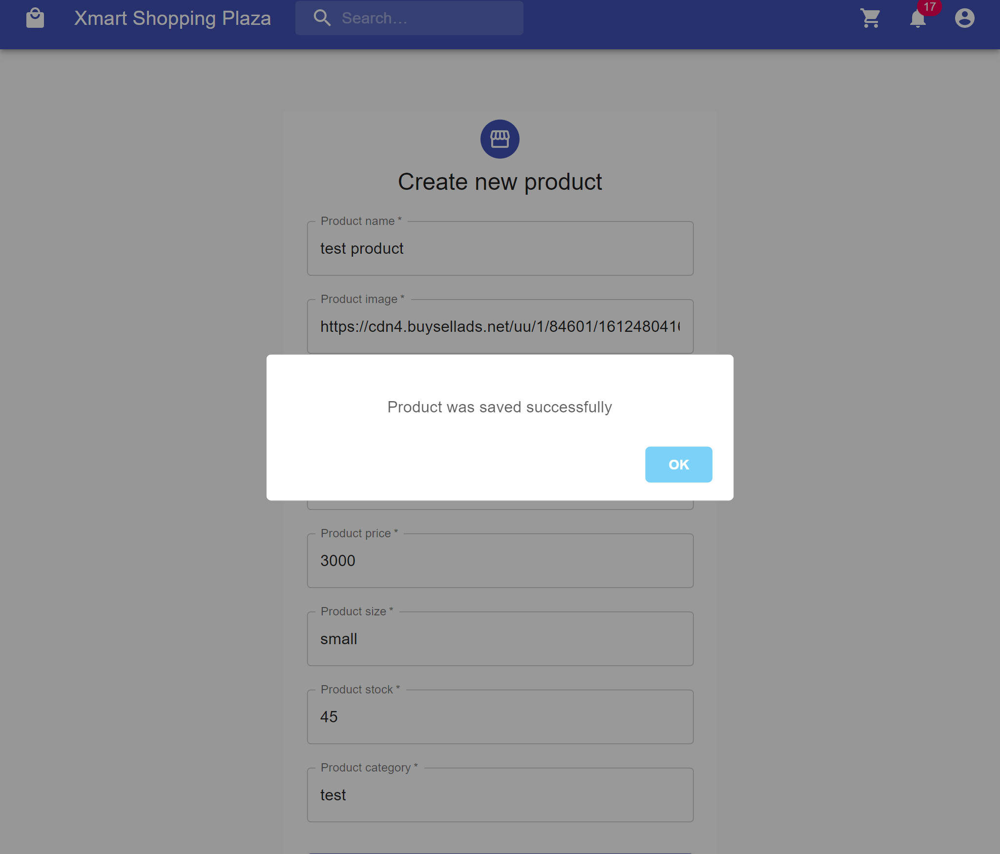 Xmart Shopping Plaza
Search...
17
Create new product
Product name *
test product
Product image *
https://cdn4.buysellads.net/uu/1/84601/161248041
Product was saved successfully
OK
Product price *
3000
Product size *
small
Product stock *
45
Product category *
test